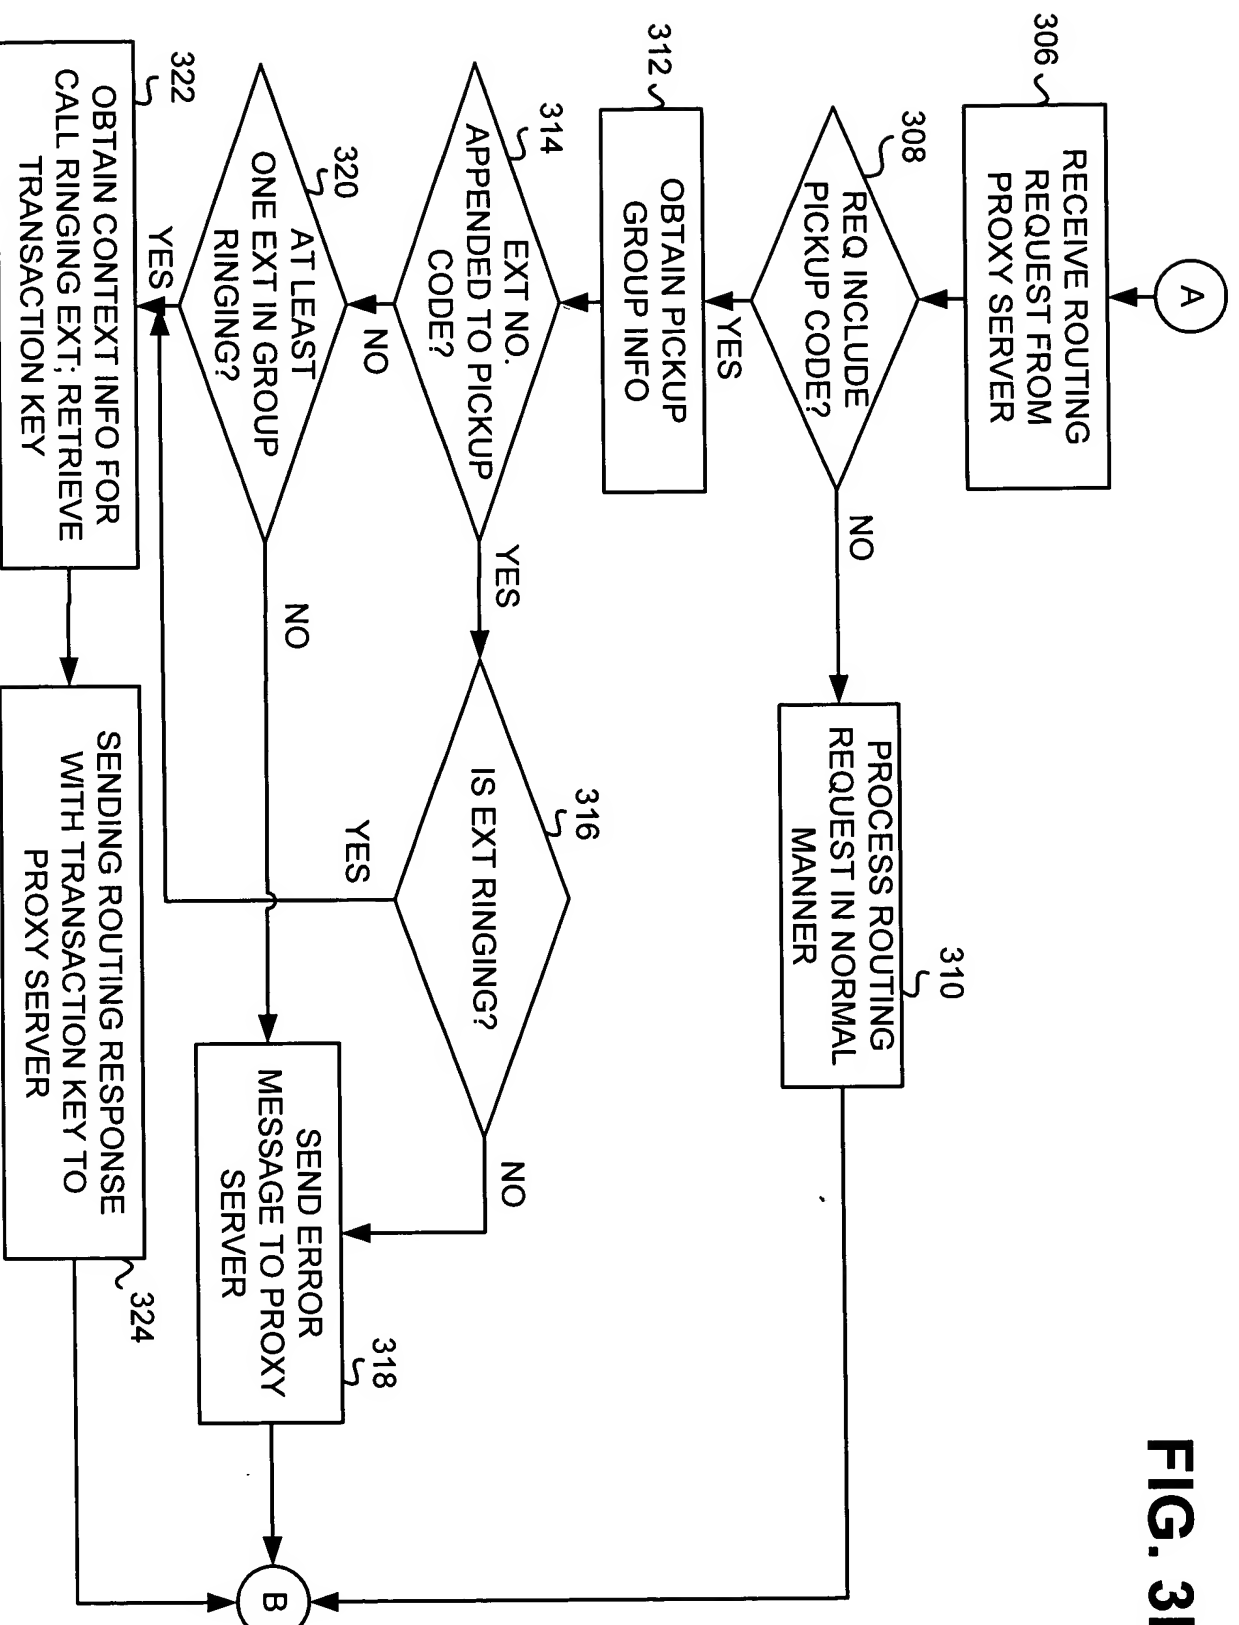 FIG. 3
A
306
RECEIVE ROUTING
REQUEST FROM
PROXY SERVER
308
REQ INCLUDE
PICKUP CODE?
NO
310
PROCESS ROUTING
REQUEST IN NORMAL
MANNER
YES
312
OBTAIN PICKUP
GROUP INFO
314
EXT NO.
APPENDED TO PICKUP
CODE?
YES
316
IS EXT RINGING?
NO
NO
YES
320
AT LEAST
ONE EXT IN GROUP
RINGING?
NO
318
SEND ERROR
MESSAGE TO PROXY
SERVER
B
YES
322
OBTAIN CONTEXT INFO FOR
CALL RINGING EXT; RETRIEVE
TRANSACTION KEY
324
SENDING ROUTING RESPONSE
WITH TRANSACTION KEY TO
PROXY SERVER